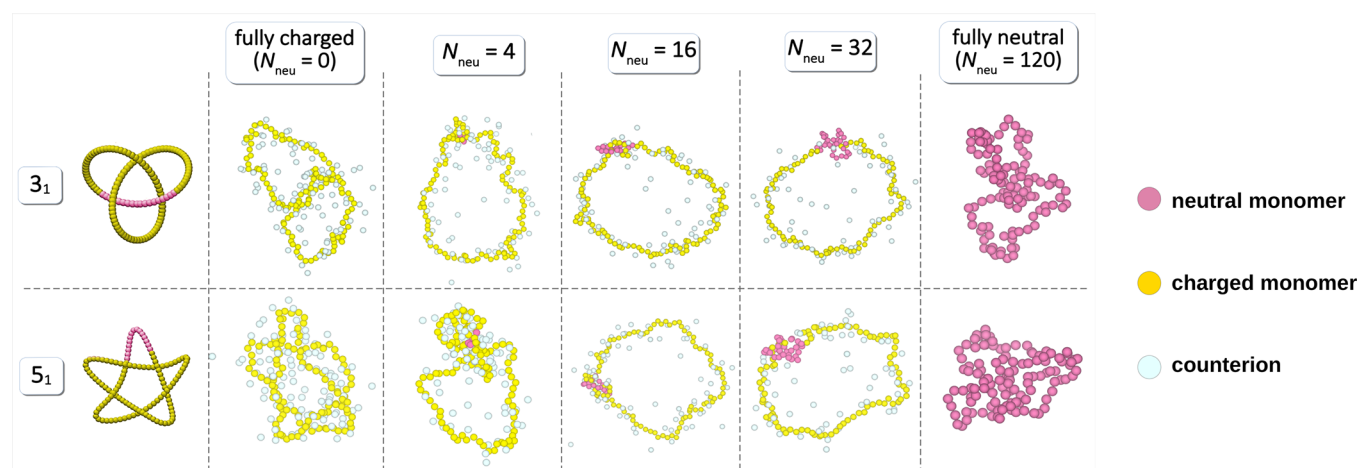 fully charged
(Nneu = 0)
Nneu = 4
Nneu = 16
Nneu = 32
fully neutral
(Nneu = 120)
31
neutral monomer
charged monomer
51
counterion